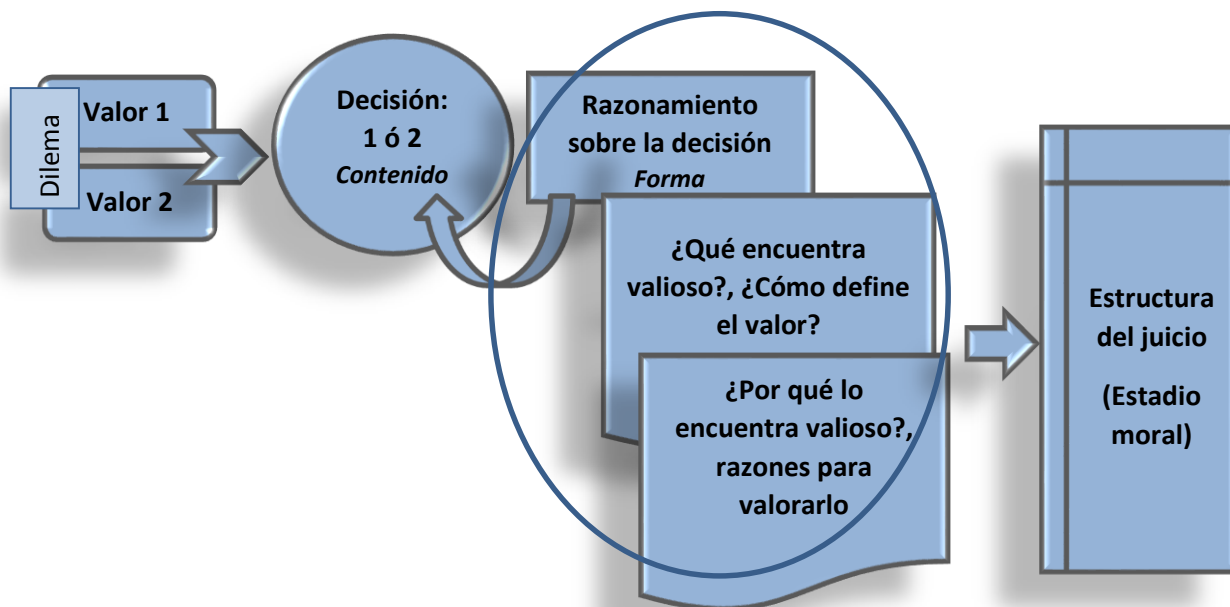 Dilema
Valor 1
Valor 2
Decisión:
1 ó 2
Contenido
Razonamiento
sobre la decisión
Forma
¿Qué encuentra
valioso?, ¿Cómo define
el valor?
¿Por qué lo
encuentra valioso?,
razones para
valorarlo
Estructura
del juicio
(Estadio
moral)